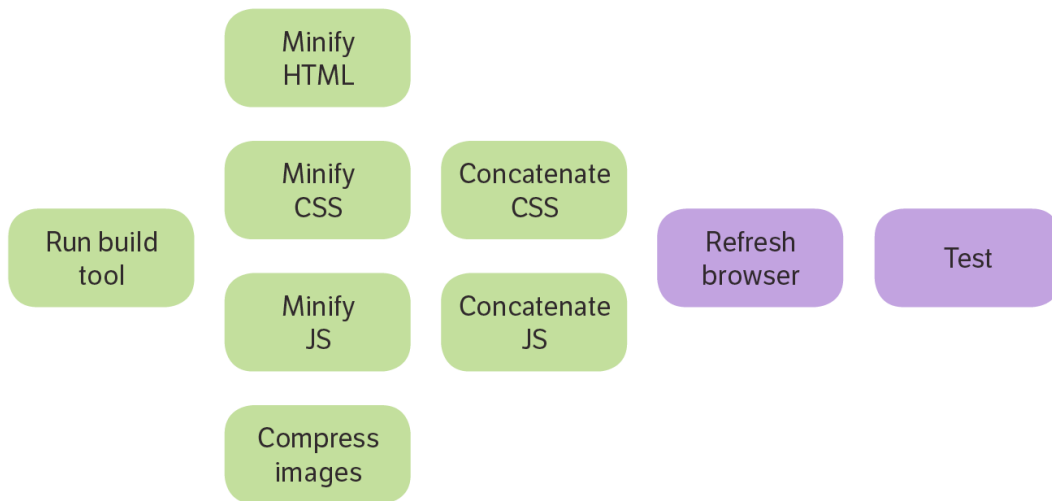 Run build
tool
Minify
HTML
Minify
CSS
Minify
JS
Compress
images
Concatenate
CSS
Concatenate
JS
Refresh
browser
Test